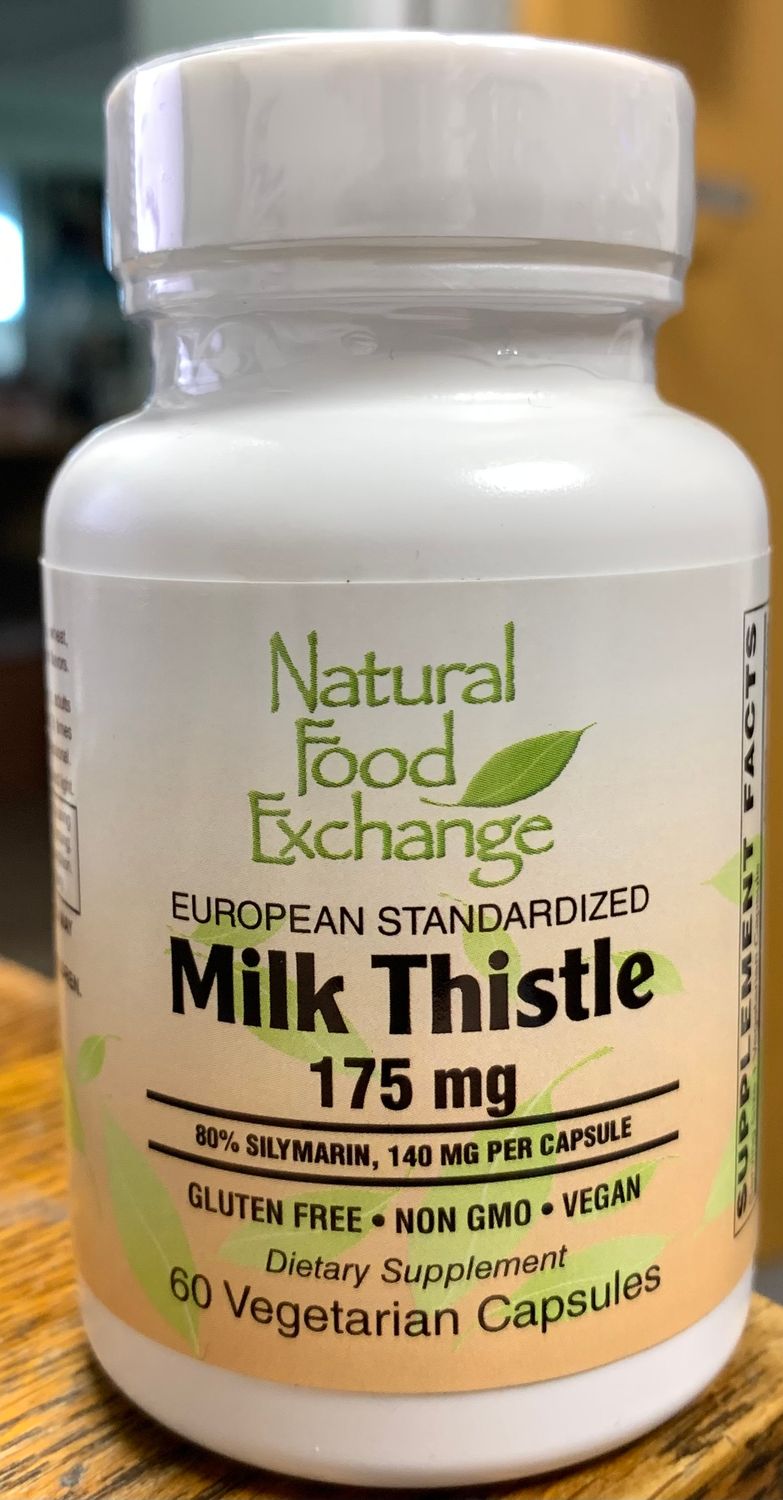 Natural
Food
Exchange
EUROPEAN STANDARDIZED
Milk Thistle
175 mg
80% SILYMARIN, 140 MG PER CAPSULE
GLUTEN FREE • NON GMO • VEGAN
Dietary Supplement
60 Vegetarian Capsules
SUPPLEMENT FACTS